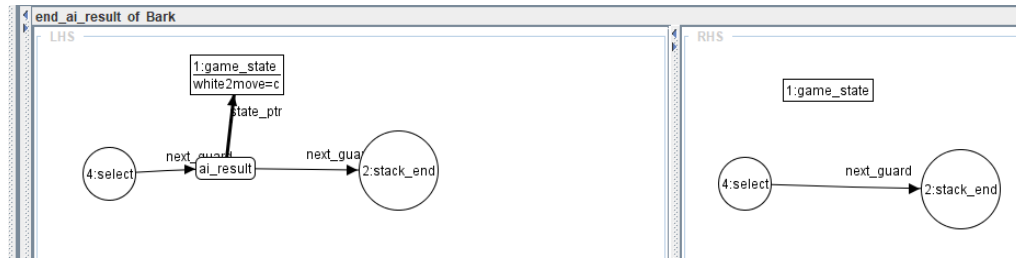 end_ai_result of Bark
LHS
1:game_state
white2move=c
state_ptr
next_guard
next_gua
4:select
ai_result
2:stack_end
RHS
1:game_state
next_guard
4:select
2:stack_end